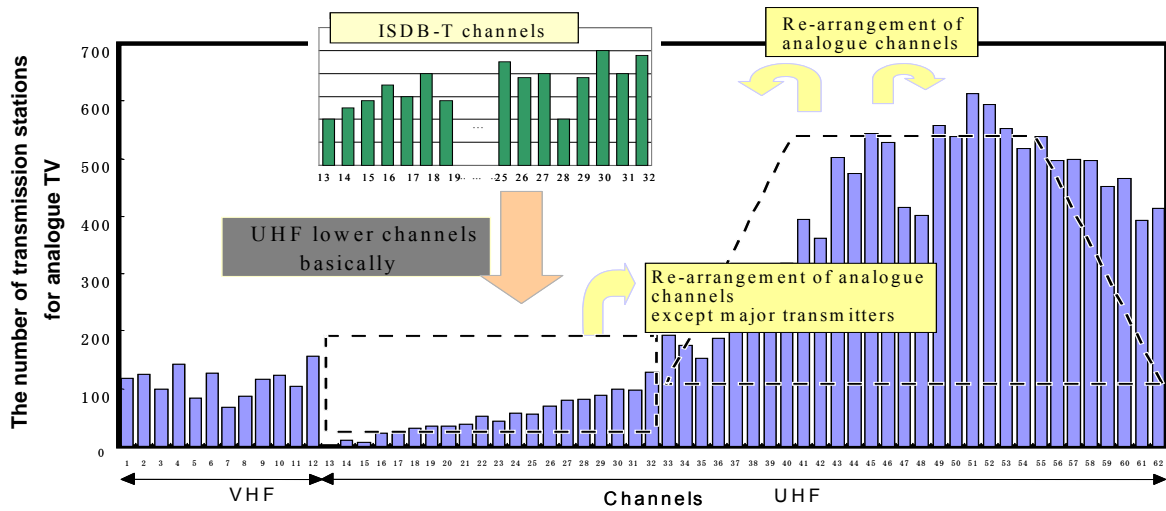 ISDB-T channels
Re-arrangement of
analogue channels
The number of transmission stations
for analogue TV
700
600
500
400
300
200
100
0
...
13 14 15 16 17 18 19... ... ...25 26 27 28 29 30 31 32
UHF lower channels
basically
Re-arrangement of analogue
channels
except major transmitters
1 2 3 4 5 6 7 8 9 10 11 12 13 14 15 16 17 18 19 20 21 22 23 24 25 26 27 28 29 30 31 32 33 34 35 36 37 38 39 40 41 42 43 44 45 46 47 48 49 50 51 52 53 54 55 56 57 58 59 60 61 62
VHF Channels UHF